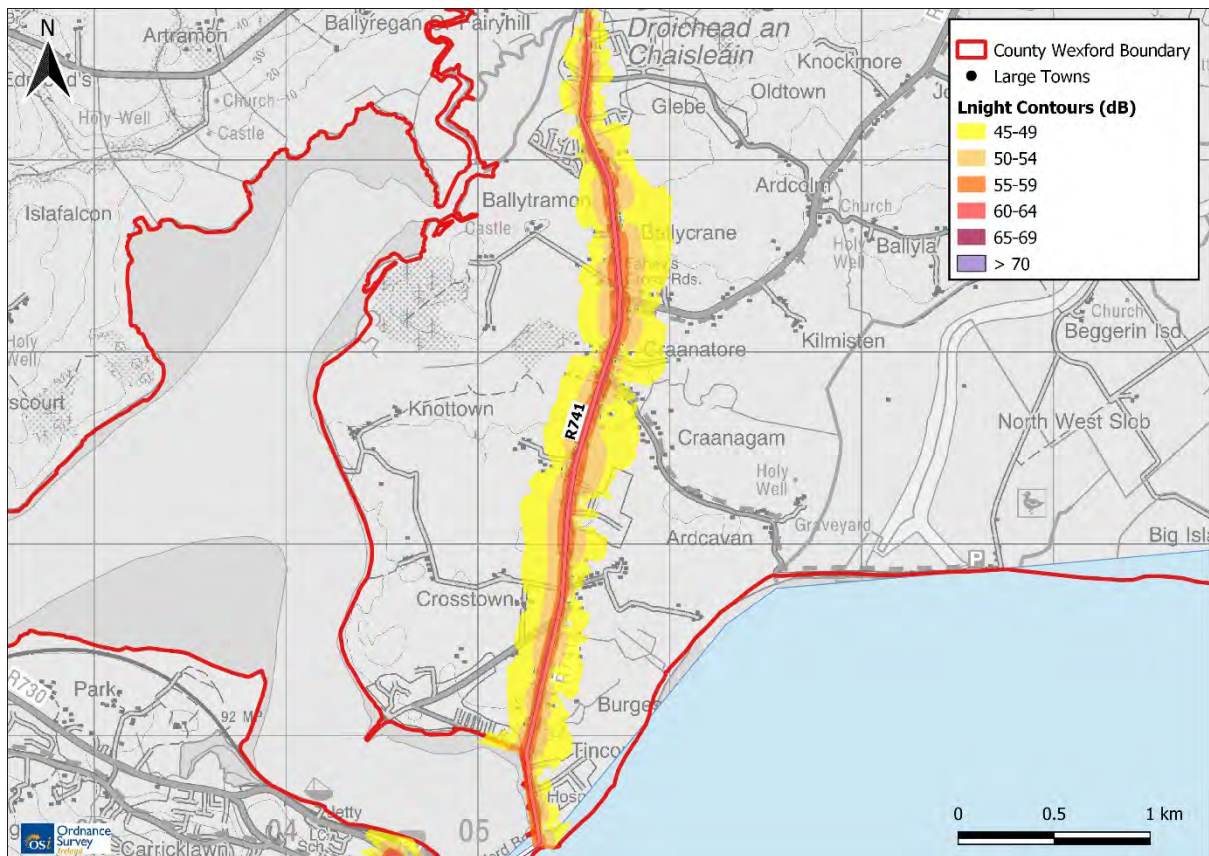 N
Artramon
Ballyregan
Fairyhill
Droichead an
Chaisleáin
Knockmore
Oldtown
Glebe
Church
Holy Well
Castle
Islafalcon
Ballytramon
Castle
Ballycrane
Ardcolm
Church
Holy
Well
Kilmisten
Craanatore
Church
Beggerin Isd
Knottown
R741
Craanagam
North West Slob
Holy
Well
Graveyard
Ardcavan
P
Crosstown
R730
Park
92 MP
Jetty
04
05
Carricklawn
County Wexford Boundary
Large Towns
Lnight Contours (dB)
45-49
50-54
55-59
60-64
65-69
> 70
0 0.5 1 km
osi Ordnance
Survey
Ireland